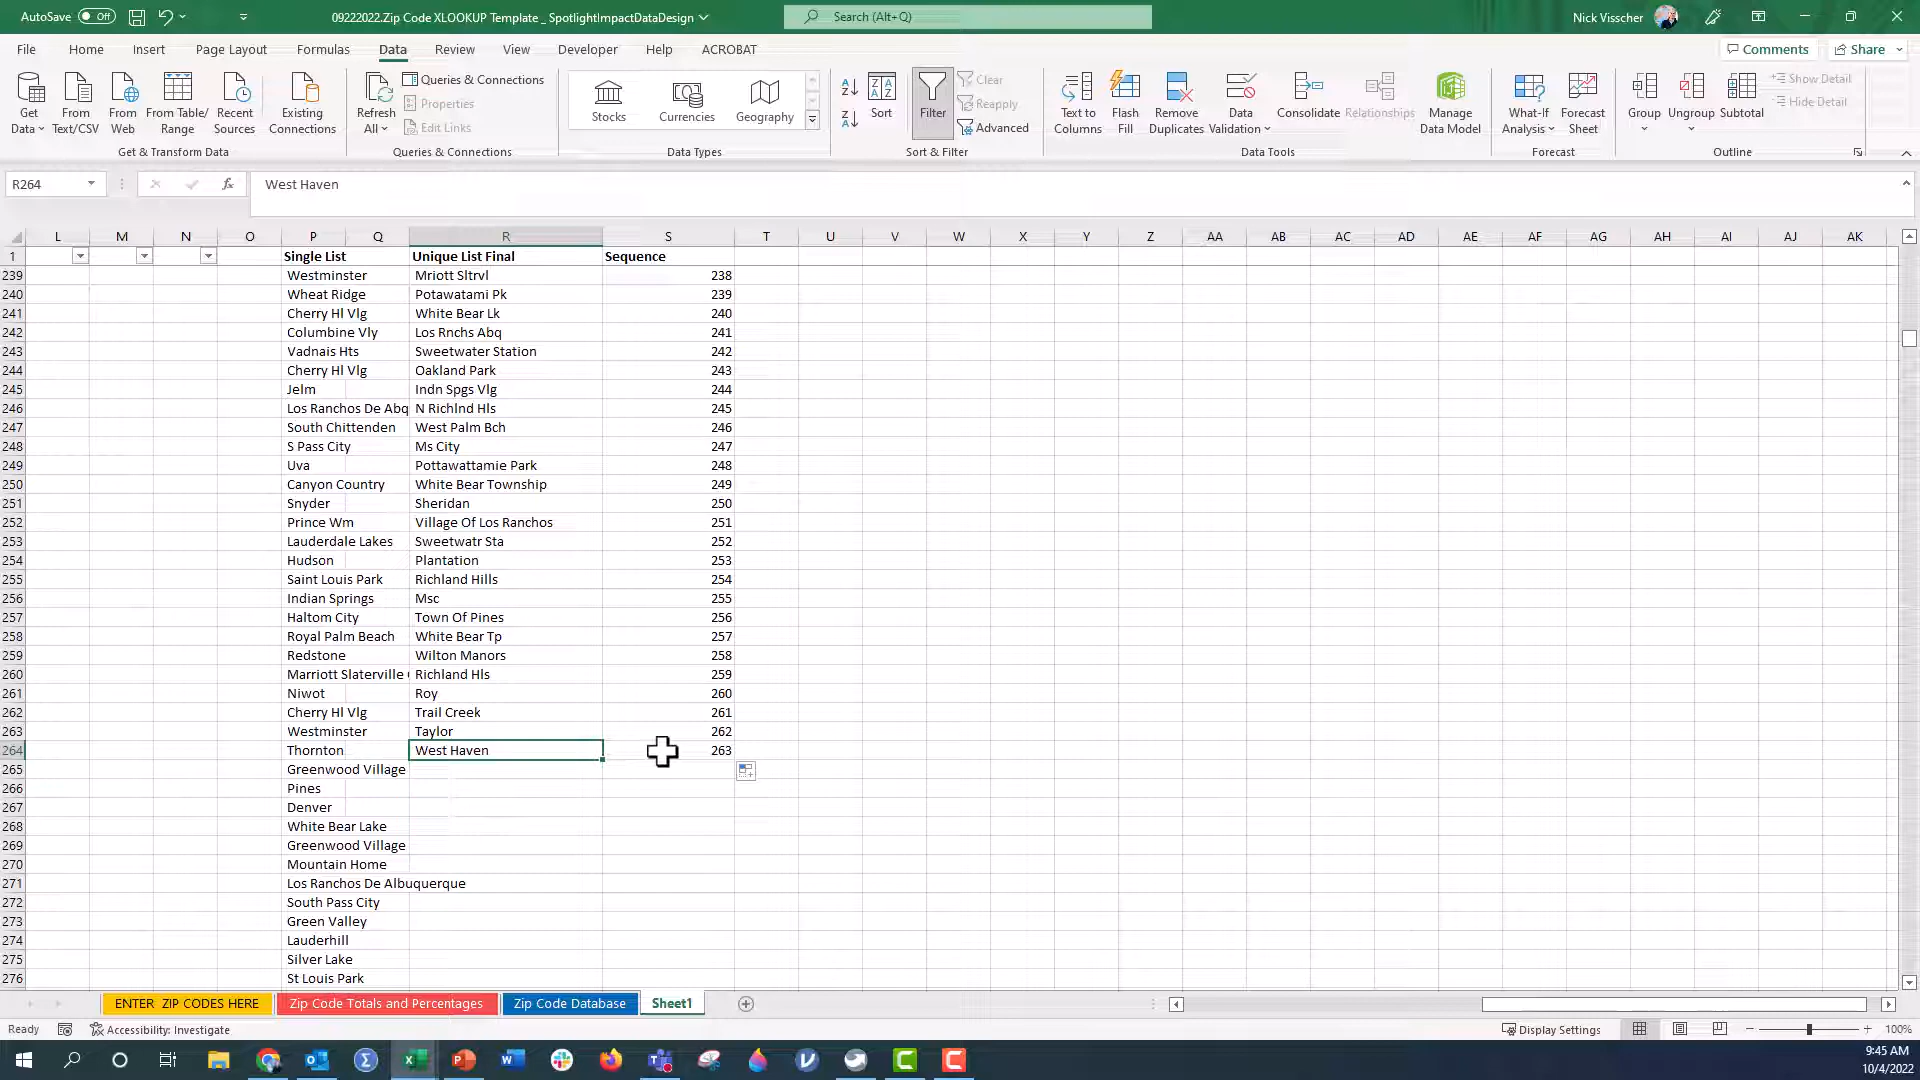 AutoSave Off 09222022.Zip Code XLOOKUP Template _ SpotlightImpactDataDesign Search (Alt+Q) Nick Visscher
File Home Insert Page Layout Formulas Data Review View Developer Help ACROBAT Comments Share
Get Data From Text/CSV From Web From Table/Range Recent Sources Existing Connections Refresh All Queries & Connections Properties Edit Links Stocks Currencies Geography Sort Filter Clear Reapply Advanced Text to Columns Flash Fill Remove Duplicates Data Validation Consolidate Relationships Manage Data Model What-If Analysis Forecast Sheet Group Ungroup Subtotal Show Detail Hide Detail
Get & Transform Data Queries & Connections Data Types Sort & Filter Data Tools Forecast Outline
R264 fx West Haven
L M N O P Q R S T U V W X Y Z AA AB AC AD AE AF AG AH AI AJ AK
1 Single List Unique List Final Sequence
239 Westminster Mriott Sltrvl 238
240 Wheat Ridge Potawatami Pk 239
241 Cherry Hl Vlg White Bear Lk 240
242 Columbine Vly Los Rnchs Abq 241
243 Vadnais Hts Sweetwater Station 242
244 Cherry Hl Vlg Oakland Park 243
245 Jelm Indn Spgs Vlg 244
246 Los Ranchos De Abq N Richlnd Hls 245
247 South Chittenden West Palm Bch 246
248 S Pass City Ms City 247
249 Uva Pottawattamie Park 248
250 Canyon Country White Bear Township 249
251 Snyder Sheridan 250
252 Prince Wm Village Of Los Ranchos 251
253 Lauderdale Lakes Sweetwatr Sta 252
254 Hudson Plantation 253
255 Saint Louis Park Richland Hills 254
256 Indian Springs Msc 255
257 Haltom City Town Of Pines 256
258 Royal Palm Beach White Bear Tp 257
259 Redstone Wilton Manors 258
260 Marriott Slaterville Richland Hls 259
261 Niwot Roy 260
262 Cherry Hl Vlg Trail Creek 261
263 Westminster Taylor 262
264 Thornton West Haven 263
265 Greenwood Village
266 Pines
267 Denver
268 White Bear Lake
269 Greenwood Village
270 Mountain Home
271 Los Ranchos De Albuquerque
272 South Pass City
273 Green Valley
274 Lauderhill
275 Silver Lake
276 St Louis Park
ENTER ZIP CODES HERE Zip Code Totals and Percentages Zip Code Database Sheet1
Ready Accessibility: Investigate Display Settings 100%
9:45 AM
10/4/2022